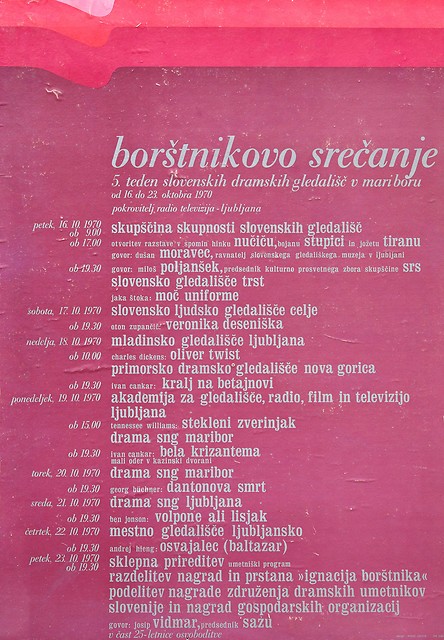 borštnikovo srečanje
5. teden slovenskih dramskih gledališč v mariboru
od 16. do 23. oktobra 1970
pokrovitelj radio televizija-ljubljana
petek, 16. 10. 1970 skupščina skupnosti slovenskih gledališč
ob 9.00
ob 17.00 otvoritev razstave v spomin hinku nučiču, bojanu stupici in jožetu tiranu
govor: dušan moravec, ravnatelj slovenskega gledališkega muzeja v ljubljani
ob 19.30 govor: miloš poljanšek, predsednik kulturno prosvetnega zbora skupščine srs
slovensko gledališče trst
jaka štoka: moč uniforme
sobota, 17. 10. 1970 slovensko ljudsko gledališče celje
ob 19.30 oton zupančič: veronika deseniška
nedelja, 18. 10. 1970 mladinsko gledališče ljubljana
ob 10.00 charles dickens: oliver twist
primorsko dramsko gledališče nova gorica
ob 19.30 ivan cankar: kralj na betajnovi
ponedeljek, 19. 10. 1970 akademija za gledališče, radio, film in televizijo
ljubljana
ob 15.00 tennessee williams: stekleni zverinjak
drama sng maribor
ob 19.30 ivan cankar: bela krizantema
mali oder v kazinski dvorani
torek, 20. 10. 1970 drama sng maribor
ob 19.30 georg büchner: dantonova smrt
sreda, 21. 10. 1970 drama sng ljubljana
ob 19.30 ben jonson: volpone ali lisjak
četrtek, 22. 10. 1970 mestno gledališče ljubljansko
ob 19.30 andrej hieng: osvajalec (baltazar)
petek, 23. 10. 1970 sklepna prireditev umetniški program
ob 19.30
razdelitev nagrad in prstana »ignacija borštnika«
podelitev nagrade združenja dramskih umetnikov
slovenije in nagrad gospodarskih organizacij
govor: josip vidmar, predsednik sazu
v čast 25-letnice osvoboditve